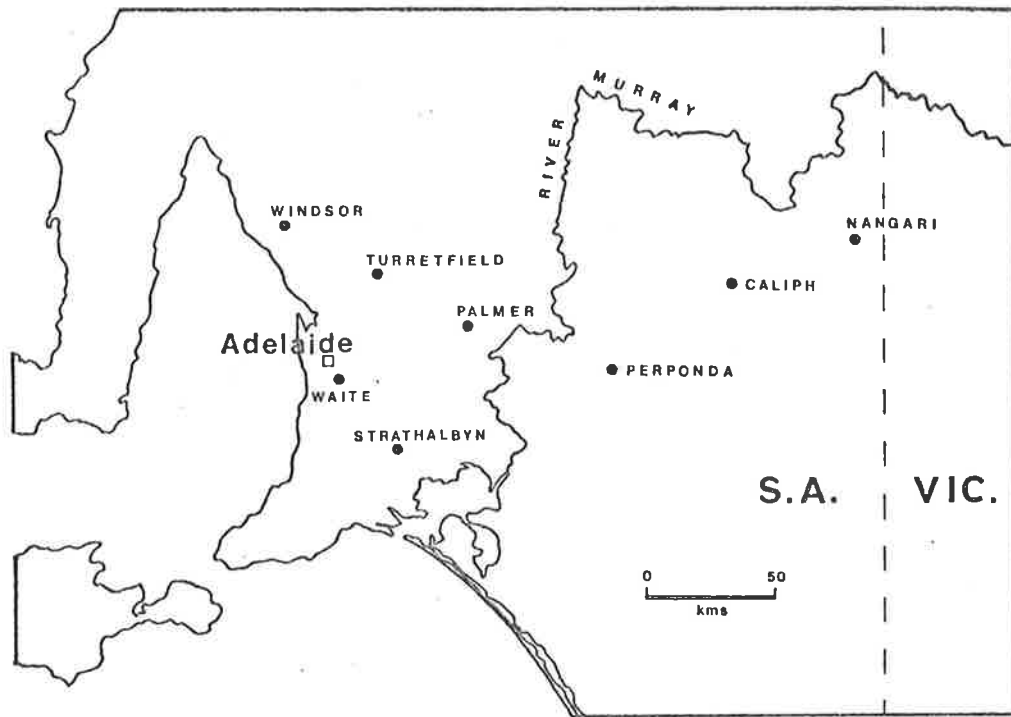 MURRAY
RIVER
WINDSOR
NANGARI
TURRETFIELD
CALIPH
PALMER
Adelaide
PERPONDA
WAITE
STRATHALBYN
S.A.
VIC.
0 50
kms